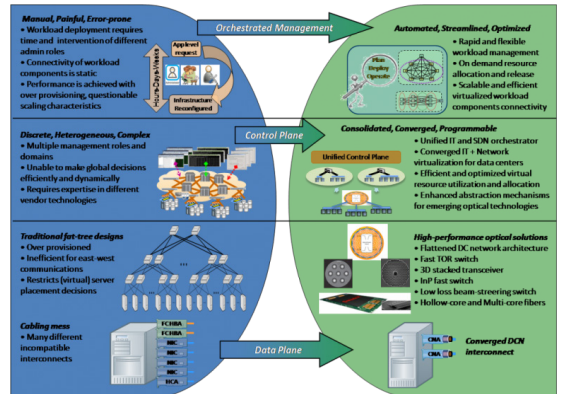 Manual, Painful, Error-prone
• Workload deployment requires
time and intervention of different
admin roles
• Connectivity of workload
components is static
• Performance is achieved with
over provisioning, questionable
scaling characteristics
Hours-Days-Weeks
App level
request
Infrastructure
Reconfigured
Orchestrated Management
Automated, Streamlined, Optimized
Plan
Deploy
Operate
• Rapid and flexible
workload management
• On demand resource
allocation and release
• Scalable and efficient
virtualized workload
components connectivity
Discrete, Heterogeneous, Complex
• Multiple management roles and
domains
• Unable to make global decisions
efficiently and dynamically
• Requires expertise in different
vendor technologies
Control Plane
Consolidated, Converged, Programmable
Unified Control Plane
• Unified IT and SDN orchestrator
• Converged IT + Network
virtualization for data centers
• Efficient and optimized virtual
resource utilization and allocation
• Enhanced abstraction mechanisms
for emerging optical technologies
Traditional fat-tree designs
• Over provisioned
• Inefficient for east-west
communications
• Restricts (virtual) server
placement decisions
High-performance optical solutions
• Flattened DC network architecture
• Fast TOR switch
• 3D stacked transceiver
• InP fast switch
• Low loss beam-streering switch
• Hollow-core and Multi-core fibers
Cabling mess
• Many different
incompatible
interconnects
FCHBA
FCHBA
NIC
NIC
NIC
NIC
HCA
Data Plane
CNA
CNA
Converged DCN
interconnect